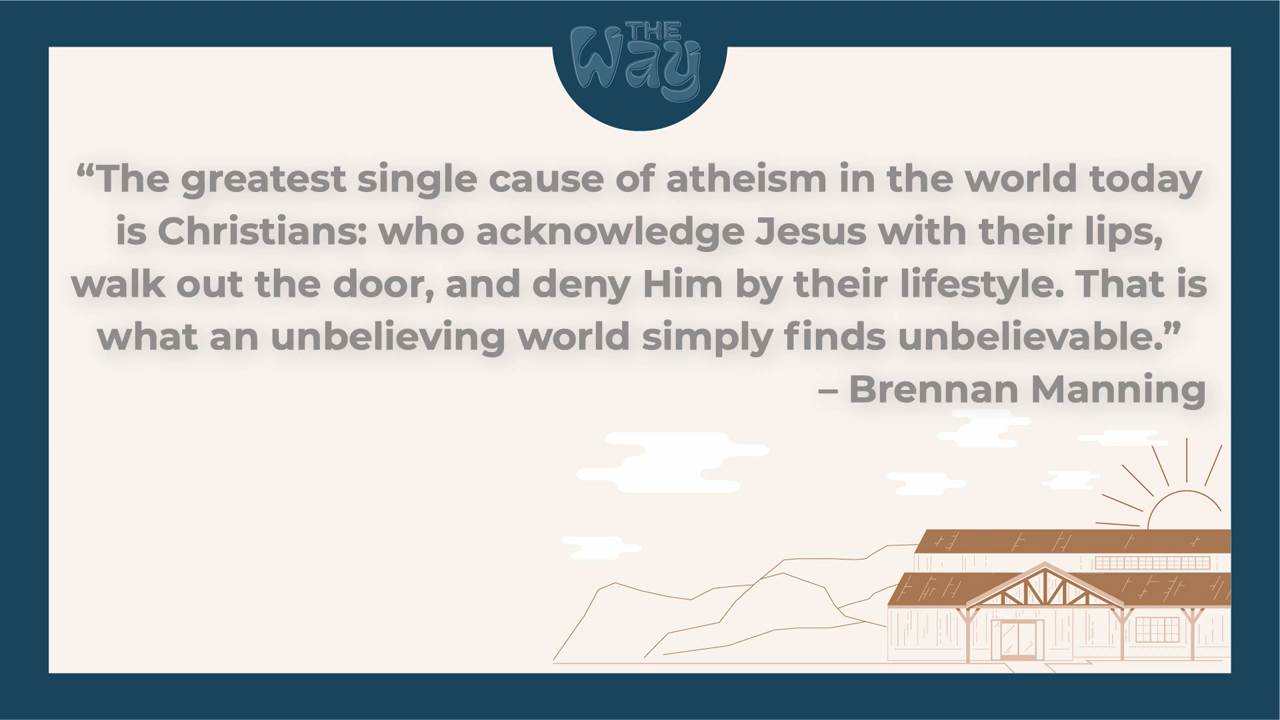 THE
Way
“The greatest single cause of atheism in the world today
is Christians: who acknowledge Jesus with their lips,
walk out the door, and deny Him by their lifestyle. That is
what an unbelieving world simply finds unbelievable.”
– Brennan Manning